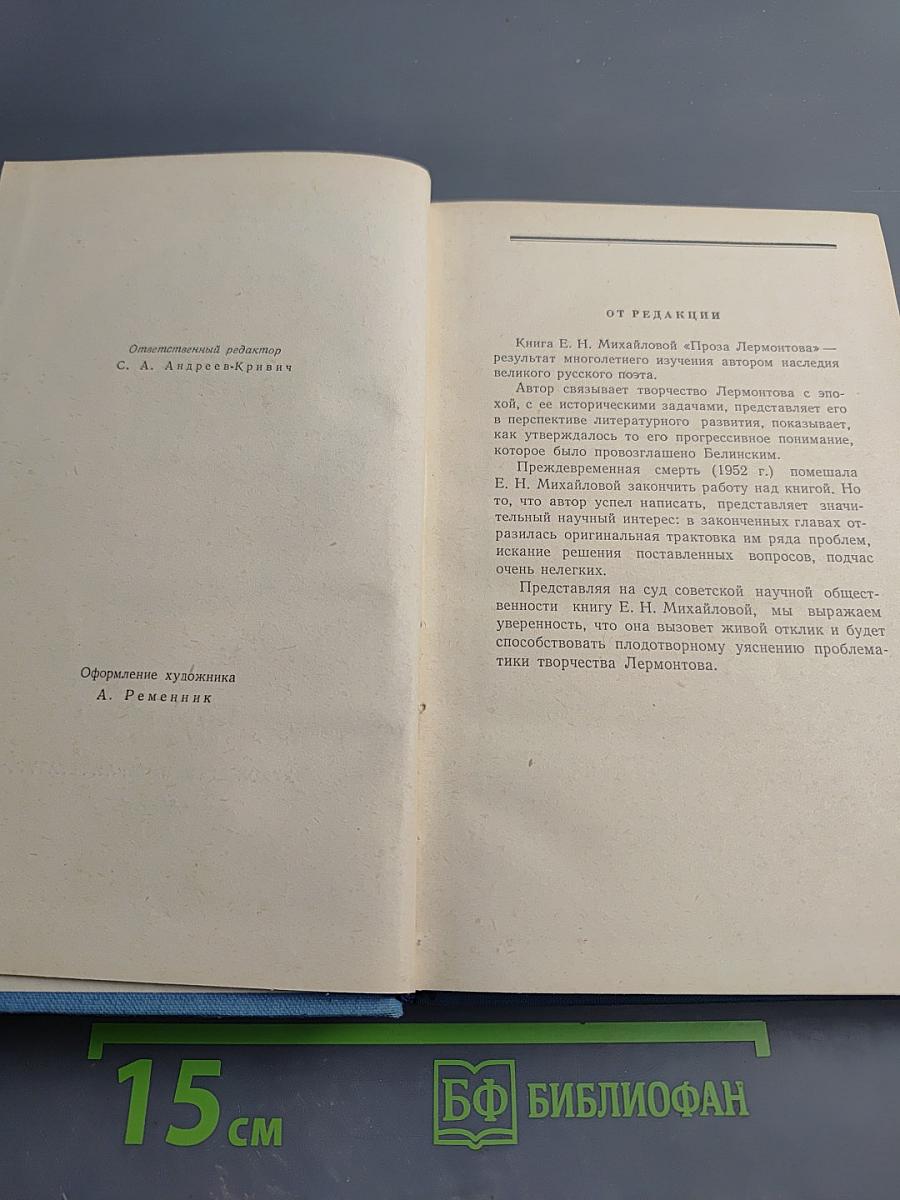 Ответственный редактор
С. А. Андреев-Кривич
Оформление художника
А. Ременник
ОТ РЕДАКЦИИ
Книга Е. Н. Михайловой «Проза Лермонтова» —
результат многолетнего изучения автором наследия
великого русского поэта.
Автор связывает творчество Лермонтова с эпо-
хой, с ее историческими задачами, представляет его
в перспективе литературного развития, показывает,
как утверждалось то его прогрессивное понимание,
которое было провозглашено Белинским.
Преждевременная смерть (1952 г.) помешала
Е. Н. Михайловой закончить работу над книгой. Но
то, что автор успел написать, представляет значи-
тельный научный интерес: в законченных главах от-
разилась оригинальная трактовка им ряда проблем,
искание решения поставленных вопросов, подчас
очень нелегких.
Представляя на суд советской научной общест-
венности книгу Е. Н. Михайловой, мы выражаем
уверенность, что она вызовет живой отклик и будет
способствовать плодотворному уяснению проблема-
тики творчества Лермонтова.
15 см
БФ БИБЛИОФАН